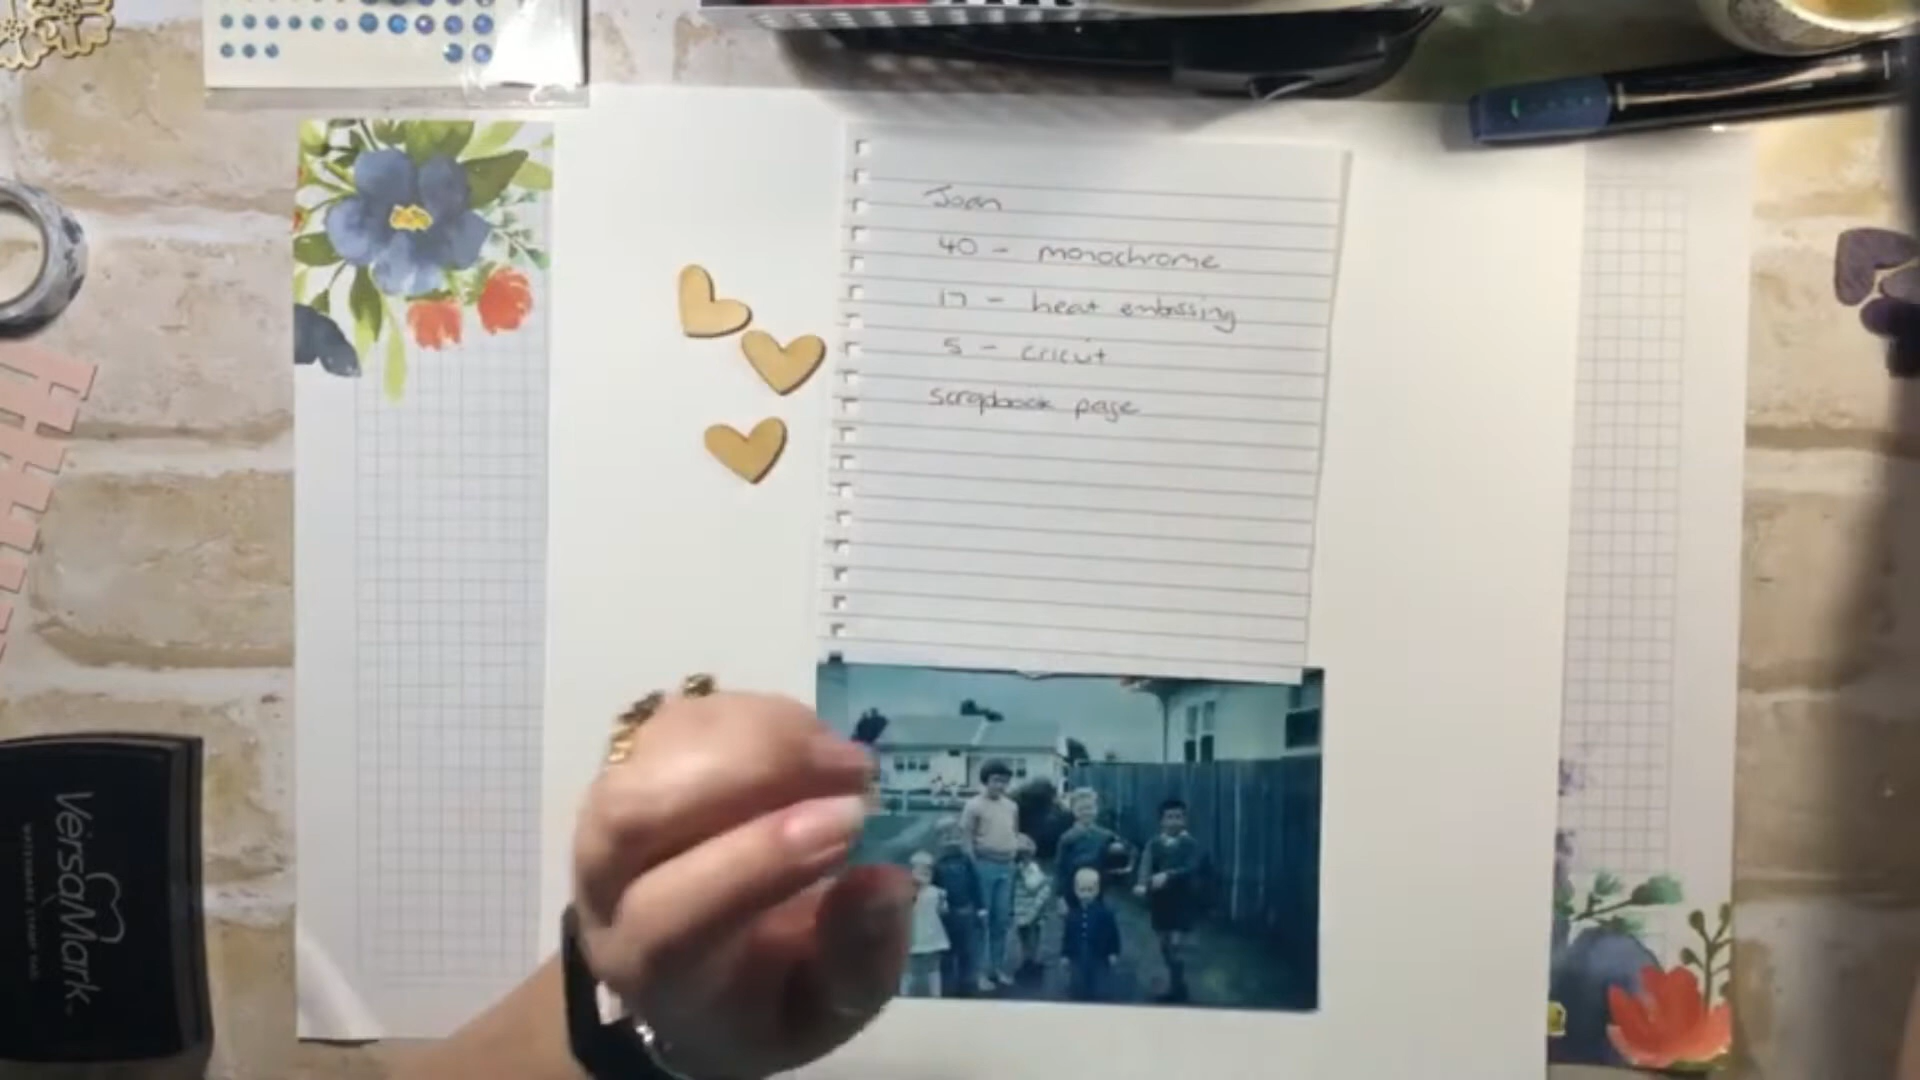 Joan
40 - monochrome
17 - heat embossing
5 - cricut
scrapbook page
VersaMark